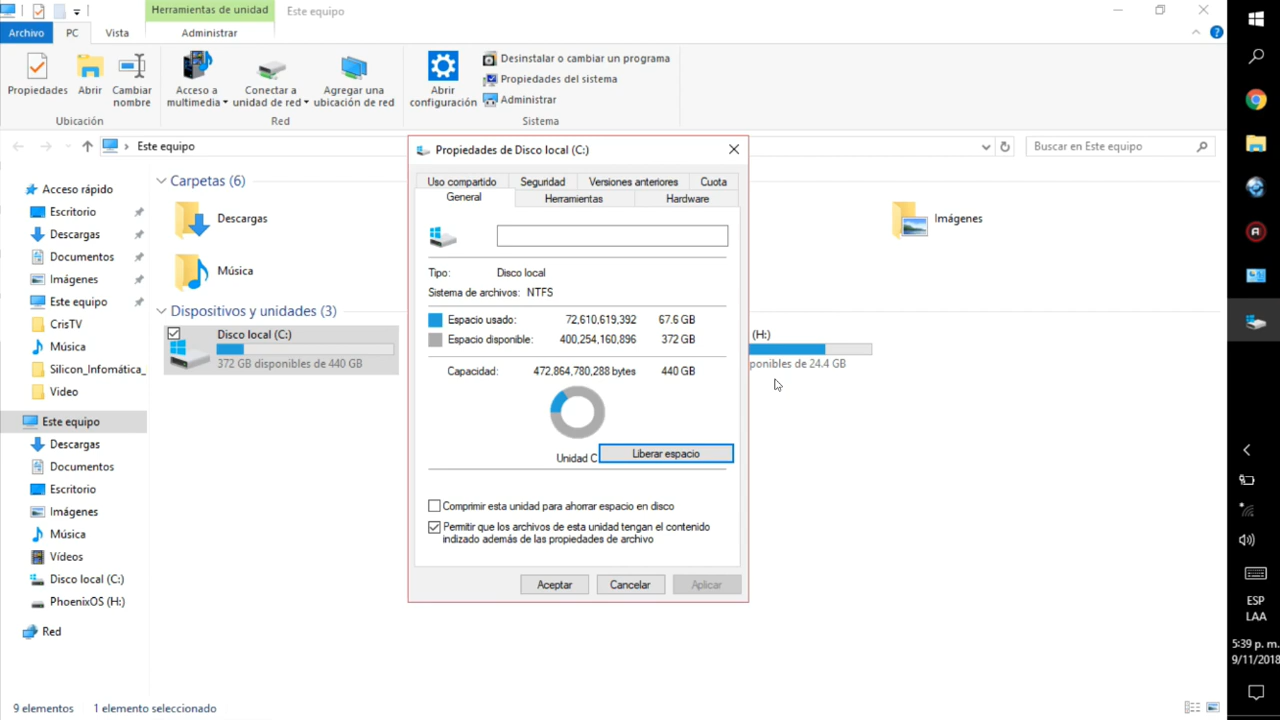 Herramientas de unidad
Este equipo
Archivo
PC
Vista
Administrar
Propiedades
Abrir
Cambiar
nombre
Ubicación
Acceso a
multimedia
Conectar a
unidad de red
Agregar una
ubicación de red
Red
Abrir
configuración
Desinstalar o cambiar un programa
Propiedades del sistema
Administrar
Sistema
Este equipo
Buscar en Este equipo
Acceso rápido
Escritorio
Descargas
Documentos
Imágenes
Este equipo
CrisTV
Música
Silicon_Infomática_
Video
Este equipo
Descargas
Documentos
Escritorio
Imágenes
Música
Vídeos
Disco local (C:)
PhoenixOS (H:)
Red
Carpetas (6)
Descargas
Imágenes
Música
Dispositivos y unidades (3)
Disco local (C:)
372 GB disponibles de 440 GB
(H:)
ponibles de 24.4 GB
Propiedades de Disco local (C:)
Uso compartido
Seguridad
Versiones anteriores
Cuota
General
Herramientas
Hardware
Tipo: Disco local
Sistema de archivos: NTFS
Espacio usado: 72,610,619,392 67.6 GB
Espacio disponible: 400,254,160,896 372 GB
Capacidad: 472,864,780,288 bytes 440 GB
Unidad C
Liberar espacio
Comprimir esta unidad para ahorrar espacio en disco
Permitir que los archivos de esta unidad tengan el contenido
indizado además de las propiedades de archivo
Aceptar
Cancelar
Aplicar
ESP
LAA
5:39 p. m.
9/11/2018
9 elementos
1 elemento seleccionado